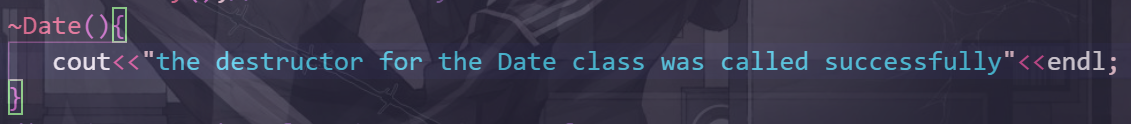 ~Date(){
cout<<"the destructor for the Date class was called successfully"<<endl;
}